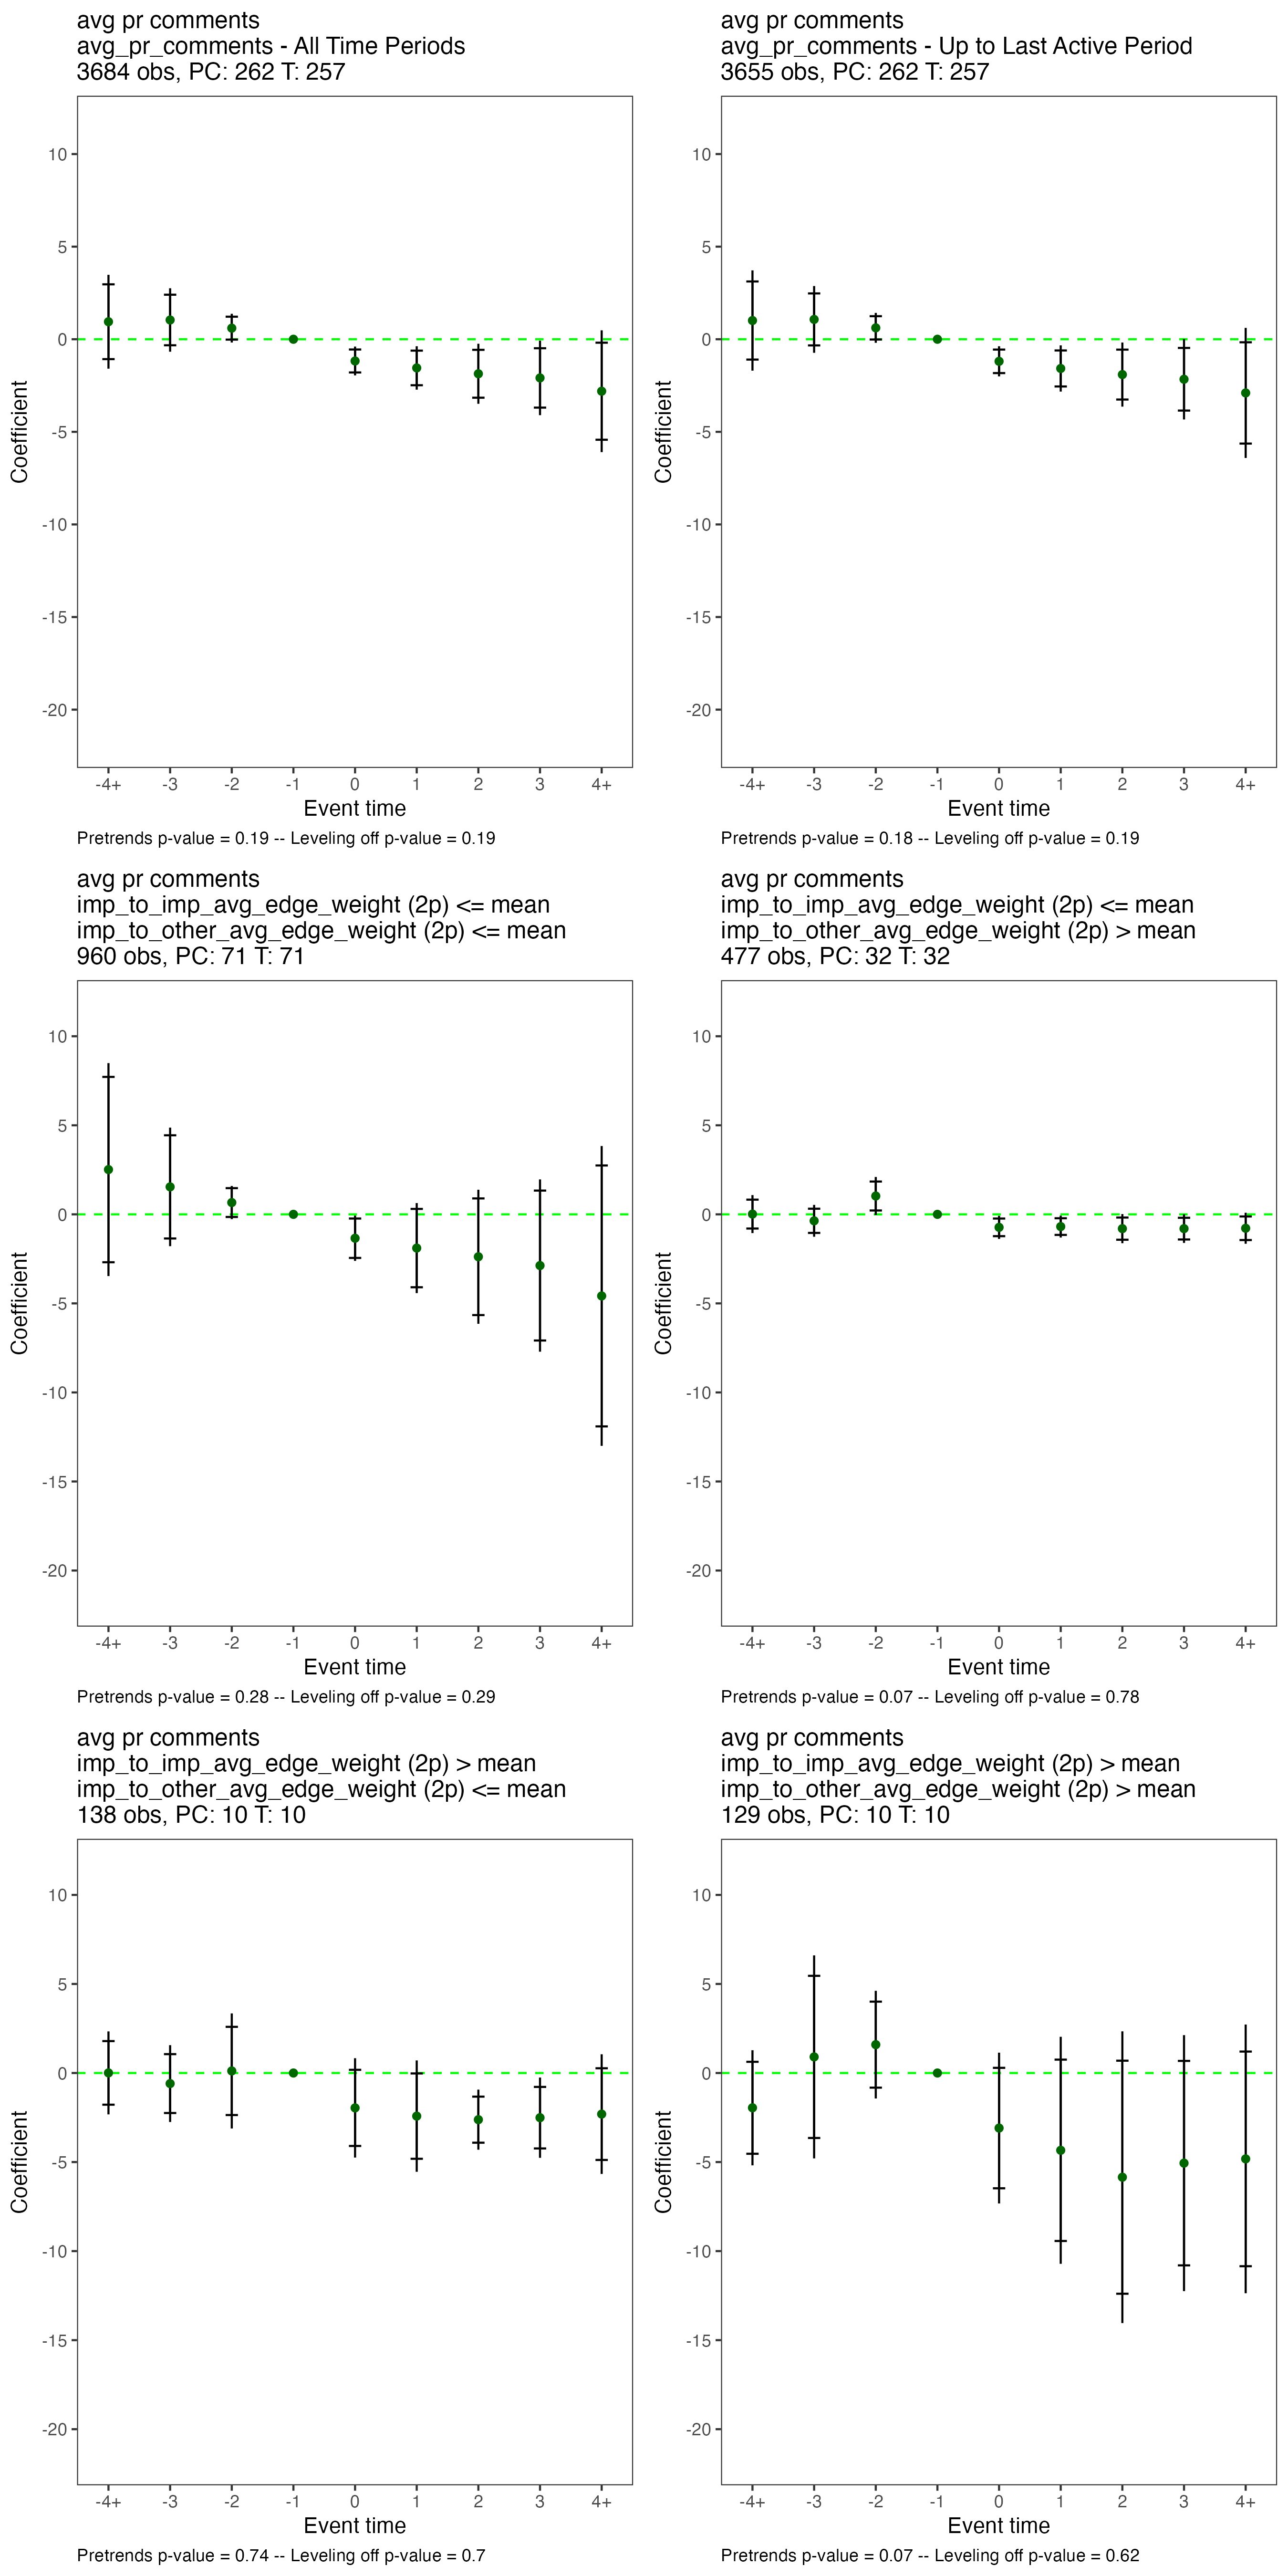 avg pr comments
avg_pr_comments - All Time Periods
3684 obs, PC: 262 T: 257
10
5
0
-5
-10
-15
-20
Coefficient
-4+ -3 -2 -1 0 1 2 3 4+
Event time
Pretrends p-value = 0.19 -- Leveling off p-value = 0.19
avg pr comments
avg_pr_comments - Up to Last Active Period
3655 obs, PC: 262 T: 257
10
5
0
-5
-10
-15
-20
Coefficient
-4+ -3 -2 -1 0 1 2 3 4+
Event time
Pretrends p-value = 0.18 -- Leveling off p-value = 0.19
avg pr comments
imp_to_imp_avg_edge_weight (2p) <= mean
imp_to_other_avg_edge_weight (2p) <= mean
960 obs, PC: 71 T: 71
10
5
0
-5
-10
-15
-20
Coefficient
-4+ -3 -2 -1 0 1 2 3 4+
Event time
Pretrends p-value = 0.28 -- Leveling off p-value = 0.29
avg pr comments
imp_to_imp_avg_edge_weight (2p) <= mean
imp_to_other_avg_edge_weight (2p) > mean
477 obs, PC: 32 T: 32
10
5
0
-5
-10
-15
-20
Coefficient
-4+ -3 -2 -1 0 1 2 3 4+
Event time
Pretrends p-value = 0.07 -- Leveling off p-value = 0.78
avg pr comments
imp_to_imp_avg_edge_weight (2p) > mean
imp_to_other_avg_edge_weight (2p) <= mean
138 obs, PC: 10 T: 10
10
5
0
-5
-10
-15
-20
Coefficient
-4+ -3 -2 -1 0 1 2 3 4+
Event time
Pretrends p-value = 0.74 -- Leveling off p-value = 0.7
avg pr comments
imp_to_imp_avg_edge_weight (2p) > mean
imp_to_other_avg_edge_weight (2p) > mean
129 obs, PC: 10 T: 10
10
5
0
-5
-10
-15
-20
Coefficient
-4+ -3 -2 -1 0 1 2 3 4+
Event time
Pretrends p-value = 0.07 -- Leveling off p-value = 0.62